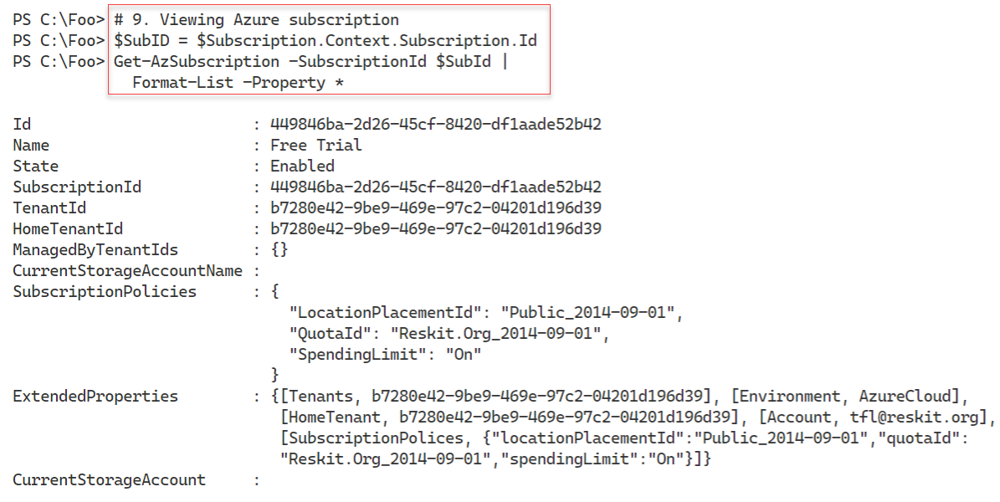 PS C:\Foo> # 9. Viewing Azure subscription
PS C:\Foo> $SubID = $Subscription.Context.Subscription.Id
PS C:\Foo> Get-AzSubscription -SubscriptionId $SubId |
Format-List -Property *
Id : 449846ba-2d26-45cf-8420-df1aade52b42
Name : Free Trial
State : Enabled
SubscriptionId : 449846ba-2d26-45cf-8420-df1aade52b42
TenantId : b7280e42-9be9-469e-97c2-04201d196d39
HomeTenantId : b7280e42-9be9-469e-97c2-04201d196d39
ManagedByTenantIds : {}
CurrentStorageAccountName :
SubscriptionPolicies : {
"LocationPlacementId": "Public_2014-09-01",
"QuotaId": "Reskit.Org_2014-09-01",
"SpendingLimit": "On"
}
ExtendedProperties : {[Tenants, b7280e42-9be9-469e-97c2-04201d196d39], [Environment, AzureCloud],
[HomeTenant, b7280e42-9be9-469e-97c2-04201d196d39], [Account, tfl@reskit.org],
[SubscriptionPolices, {"locationPlacementId":"Public_2014-09-01","quotaId":
"Reskit.Org_2014-09-01","spendingLimit":"On"}]}
CurrentStorageAccount :